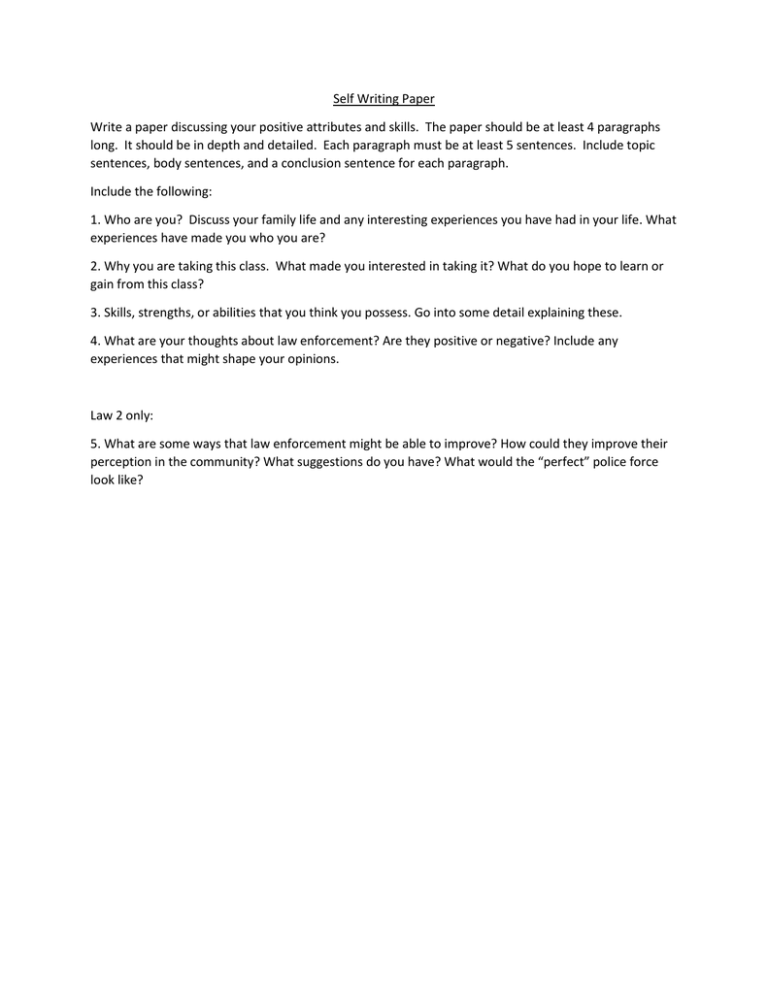 Self Writing Paper
Write a paper discussing your positive attributes and skills.  The paper should be at least 4 paragraphs
long.  It should be in depth and detailed.  Each paragraph must be at least 5 sentences.  Include topic
sentences, body sentences, and a conclusion sentence for each paragraph.
Include the following:
1. Who are you?  Discuss your family life and any interesting experiences you have had in your life. What
experiences have made you who you are?
2. Why you are taking this class.  What made you interested in taking it? What do you hope to learn or
gain from this class?
3. Skills, strengths, or abilities that you think you possess. Go into some detail explaining these.
4. What are your thoughts about law enforcement? Are they positive or negative? Include any
experiences that might shape your opinions.
Law 2 only:
5. What are some ways that law enforcement might be able to improve? How could they improve their
perception in the community? What suggestions do you have? What would the “perfect” police force
look like?